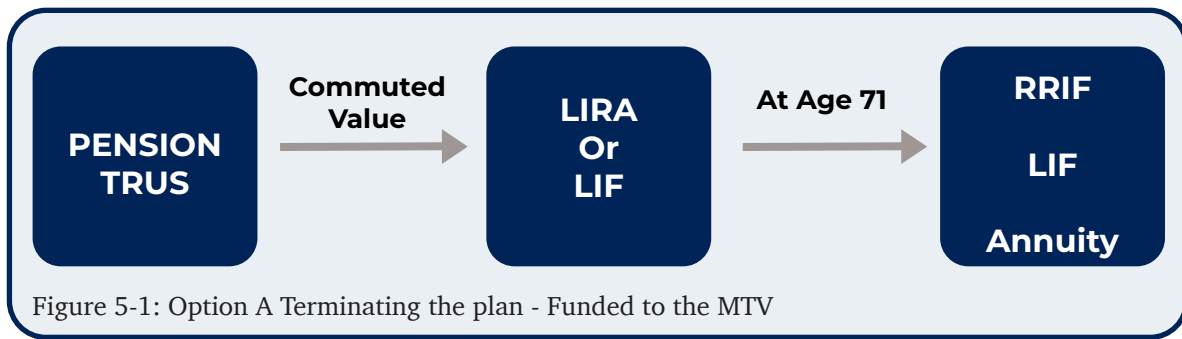 PENSION
TRUS
Commuted
Value
LIRA
Or
LIF
At Age 71
RRIF
LIF
Annuity
Figure 5-1: Option A Terminating the plan - Funded to the MTV